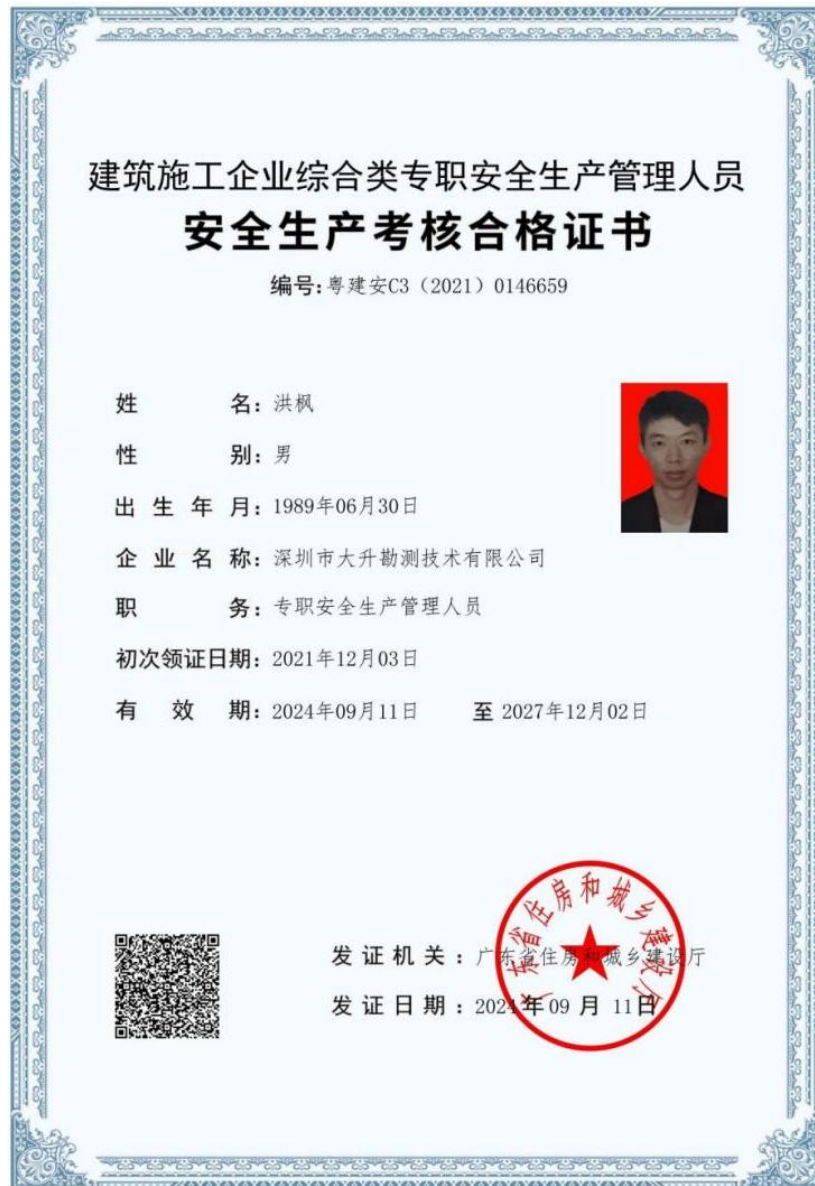 建筑施工企业综合类专职安全生产管理人员
安全生产考核合格证书
编号:粤建安C3（2021）0146659
姓名：洪枫
性别：男
出生年月：1989年06月30日
企业名称：深圳市大升勘测技术有限公司
职务：专职安全生产管理人员
初次领证日期：2021年12月03日
有效期：2024年09月11日 至 2027年12月02日
广东省住房和城乡建设厅
发证机关：广东省住房和城乡建设厅
发证日期：2024年09月11日